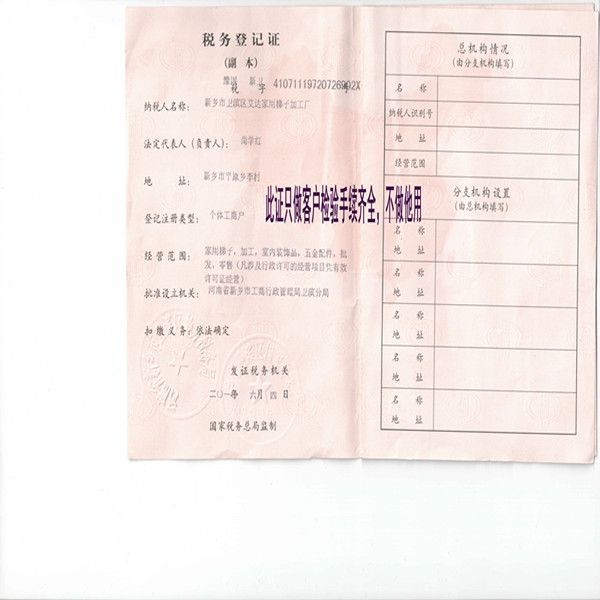 税务登记证
(副 本)
税 字 41071119720726902X 号
纳税人名称: 新乡市卫滨区艾达家用梯子加工厂
法定代表人(负责人): 尚学红
地 址: 新乡市平原乡李村
登记注册类型: 个体工商户
经营范围: 家用梯子,加工,室内装饰品,五金配件,批
发,零售(凡涉及行政许可的经营项目凭有效
许可证经营)
批准设立机关: 河南省新乡市工商行政管理局卫滨分局
扣缴义务: 依法确定
发证税务机关
二〇一 年 六 月 四 日
国家税务总局监制
此证只做客户检验手续齐全,不做他用
总机构情况
(由分支机构填写)
名 称
纳税人识别号
地 址
经营范围
分支机构设置
(由总机构填写)
名 称
地 址
名 称
地 址
名 称
地 址
名 称
地 址
名 称
地 址